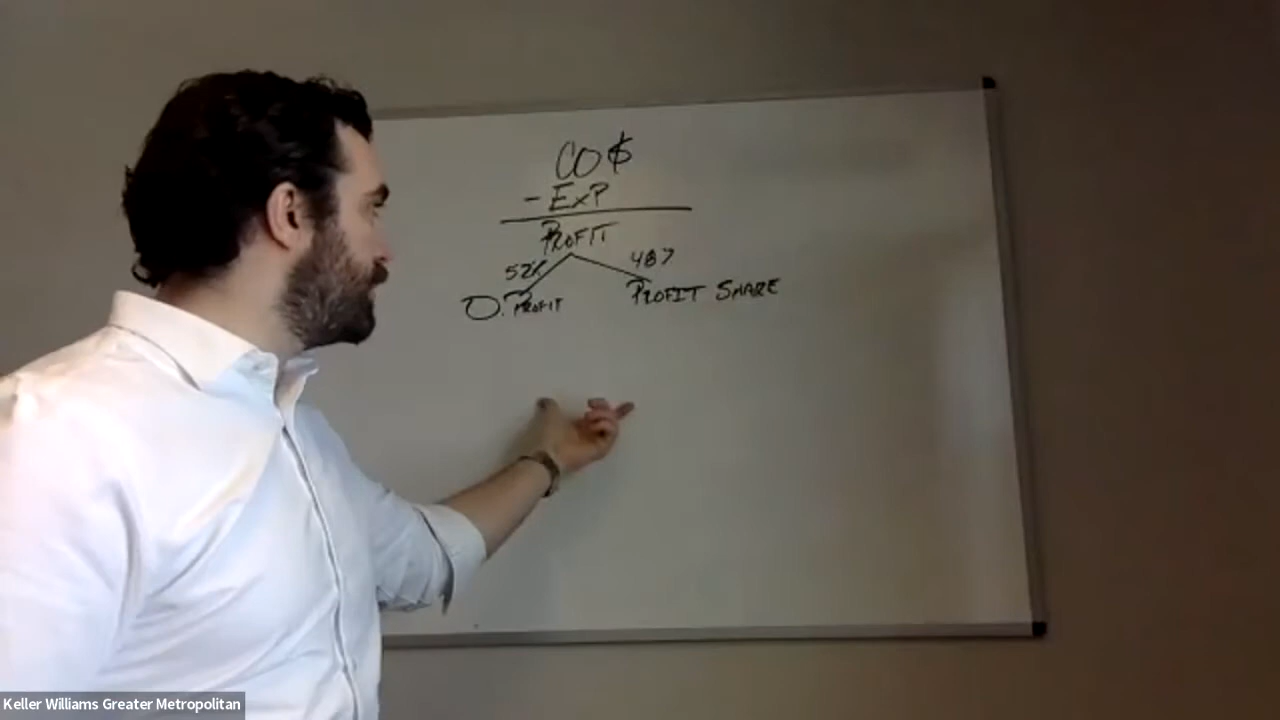 CO $
- EXP
PROFIT
52% 48%
O. PROFIT PROFIT SHARE
Keller Williams Greater Metropolitan